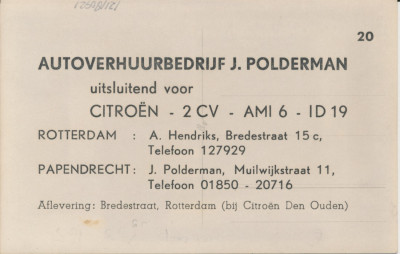 20
AUTOVERHUURBEDRIJF J. POLDERMAN
uitsluitend voor
CITROËN - 2 CV - AMI 6 - ID 19
ROTTERDAM : A. Hendriks, Bredestraat 15 c,
Telefoon 127929
PAPENDRECHT: J. Polderman, Muilwijkstraat 11,
Telefoon 01850 - 20716
Aflevering: Bredestraat, Rotterdam (bij Citroën Den Ouden)